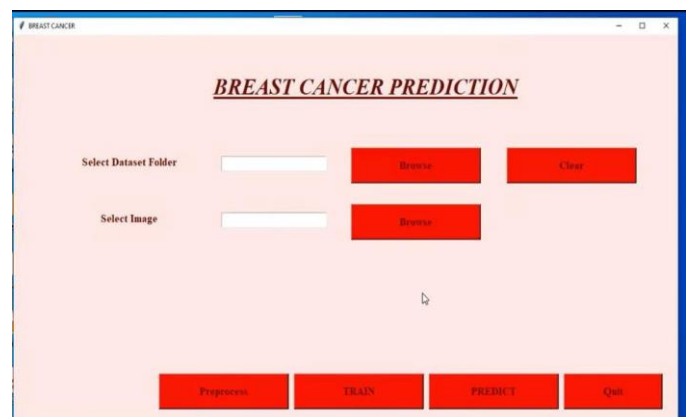 BREAST CANCER
BREAST CANCER PREDICTION
Select Dataset Folder Browse Clear
Select Image Browse
Preprocess TRAIN PREDICT Quit